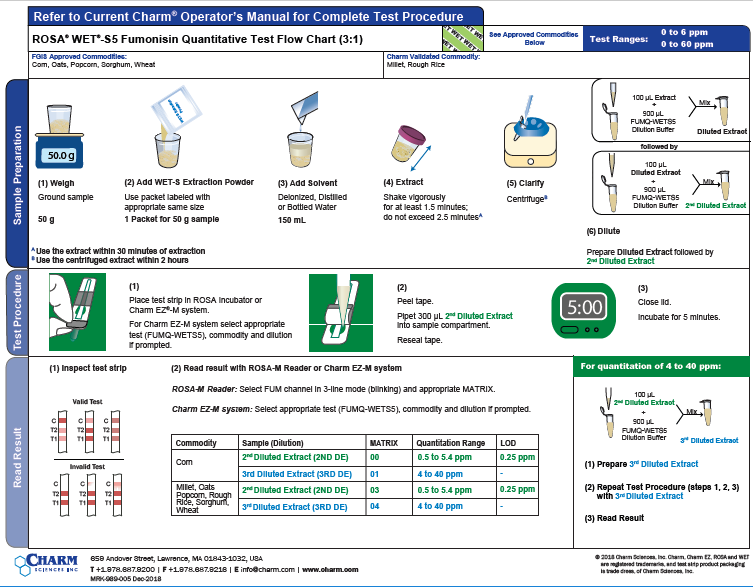 Refer to Current Charm® Operator's Manual for Complete Test Procedure
ROSA® WET®-S5 Fumonisin Quantitative Test Flow Chart (3:1)
WET WET WET
See Approved Commodities
Below
Test Ranges:
0 to 6 ppm
0 to 60 ppm
FGIS Approved Commodities:
Corn, Oats, Popcorn, Sorghum, Wheat
Charm Validated Commodity:
Millet, Rough Rice
Sample Preparation
50.0 g
(1) Weigh
Ground sample
50 g
(2) Add WET-S Extraction Powder
Use packet labeled with
appropriate same size
1 Packet for 50 g sample
(3) Add Solvent
Deionized, Distilled
or Bottled Water
150 mL
(4) Extract
Shake vigorously
for at least 1.5 minutes;
do not exceed 2.5 minutesᴬ
(5) Clarify
Centrifugeᴮ
100 µL Extract
+
900 µL
FUMQ-WETS5
Dilution Buffer
Mix
Diluted Extract
followed by
100 µL
Diluted Extract
+
900 µL
FUMQ-WETS5
Dilution Buffer
Mix
2nd Diluted Extract
(6) Dilute
Prepare Diluted Extract followed by
2nd Diluted Extract
ᴬ Use the extract within 30 minutes of extraction
ᴮ Use the centrifuged extract within 2 hours
Test Procedure
(1)
Place test strip in ROSA Incubator or
Charm EZ®-M system.
For Charm EZ-M system select appropriate
test (FUMQ-WETS5), commodity and dilution
if prompted.
(2)
Peel tape.
Pipet 300 µL 2nd Diluted Extract
into sample compartment.
Reseal tape.
5:00
(3)
Close lid.
Incubate for 5 minutes.
Read Result
(1) Inspect test strip
Valid Test
C
T2
T1
Invalid Test
C
T2
T1
(2) Read result with ROSA-M Reader or Charm EZ-M system
ROSA-M Reader: Select FUM channel in 3-line mode (blinking) and appropriate MATRIX.
Charm EZ-M system: Select appropriate test (FUMQ-WETS5), commodity and dilution if prompted.
Commodity Sample (Dilution) MATRIX Quantitation Range LOD
Corn
2nd Diluted Extract (2ND DE) 00 0.5 to 5.4 ppm 0.25 ppm
3rd Diluted Extract (3RD DE) 01 4 to 40 ppm -
Millet, Oats
Popcorn, Rough
Rice, Sorghum,
Wheat
2nd Diluted Extract (2ND DE) 03 0.5 to 5.4 ppm 0.25 ppm
3rd Diluted Extract (3RD DE) 04 4 to 40 ppm -
For quantitation of 4 to 40 ppm:
100 µL
2nd Diluted Extract
+
900 µL
FUMQ-WETS5
Dilution Buffer
Mix
3rd Diluted Extract
(1) Prepare 3rd Diluted Extract
(2) Repeat Test Procedure (steps 1, 2, 3)
with 3rd Diluted Extract
(3) Read Result
CHARM
SCIENCES INC
659 Andover Street, Lawrence, MA 01843-1032, USA
T +1.978.687.9200 | F +1.978.687.9216 | E info@charm.com | www.charm.com
MRK-989-005 Dec-2018
© 2018 Charm Sciences, Inc. Charm, Charm EZ, ROSA and WET
are registered trademarks, and test strip product packaging
is trade dress, of Charm Sciences, Inc.